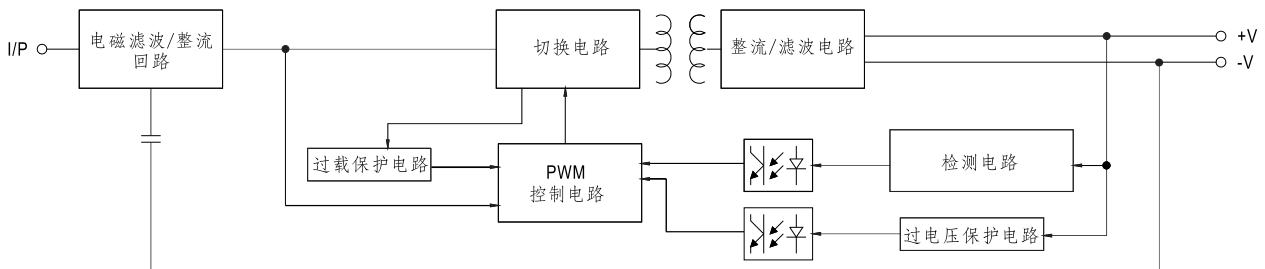 I/P
电磁滤波/整流
回路
切换电路
整流/滤波电路
+V
-V
过载保护电路
PWM
控制电路
检测电路
过电压保护电路